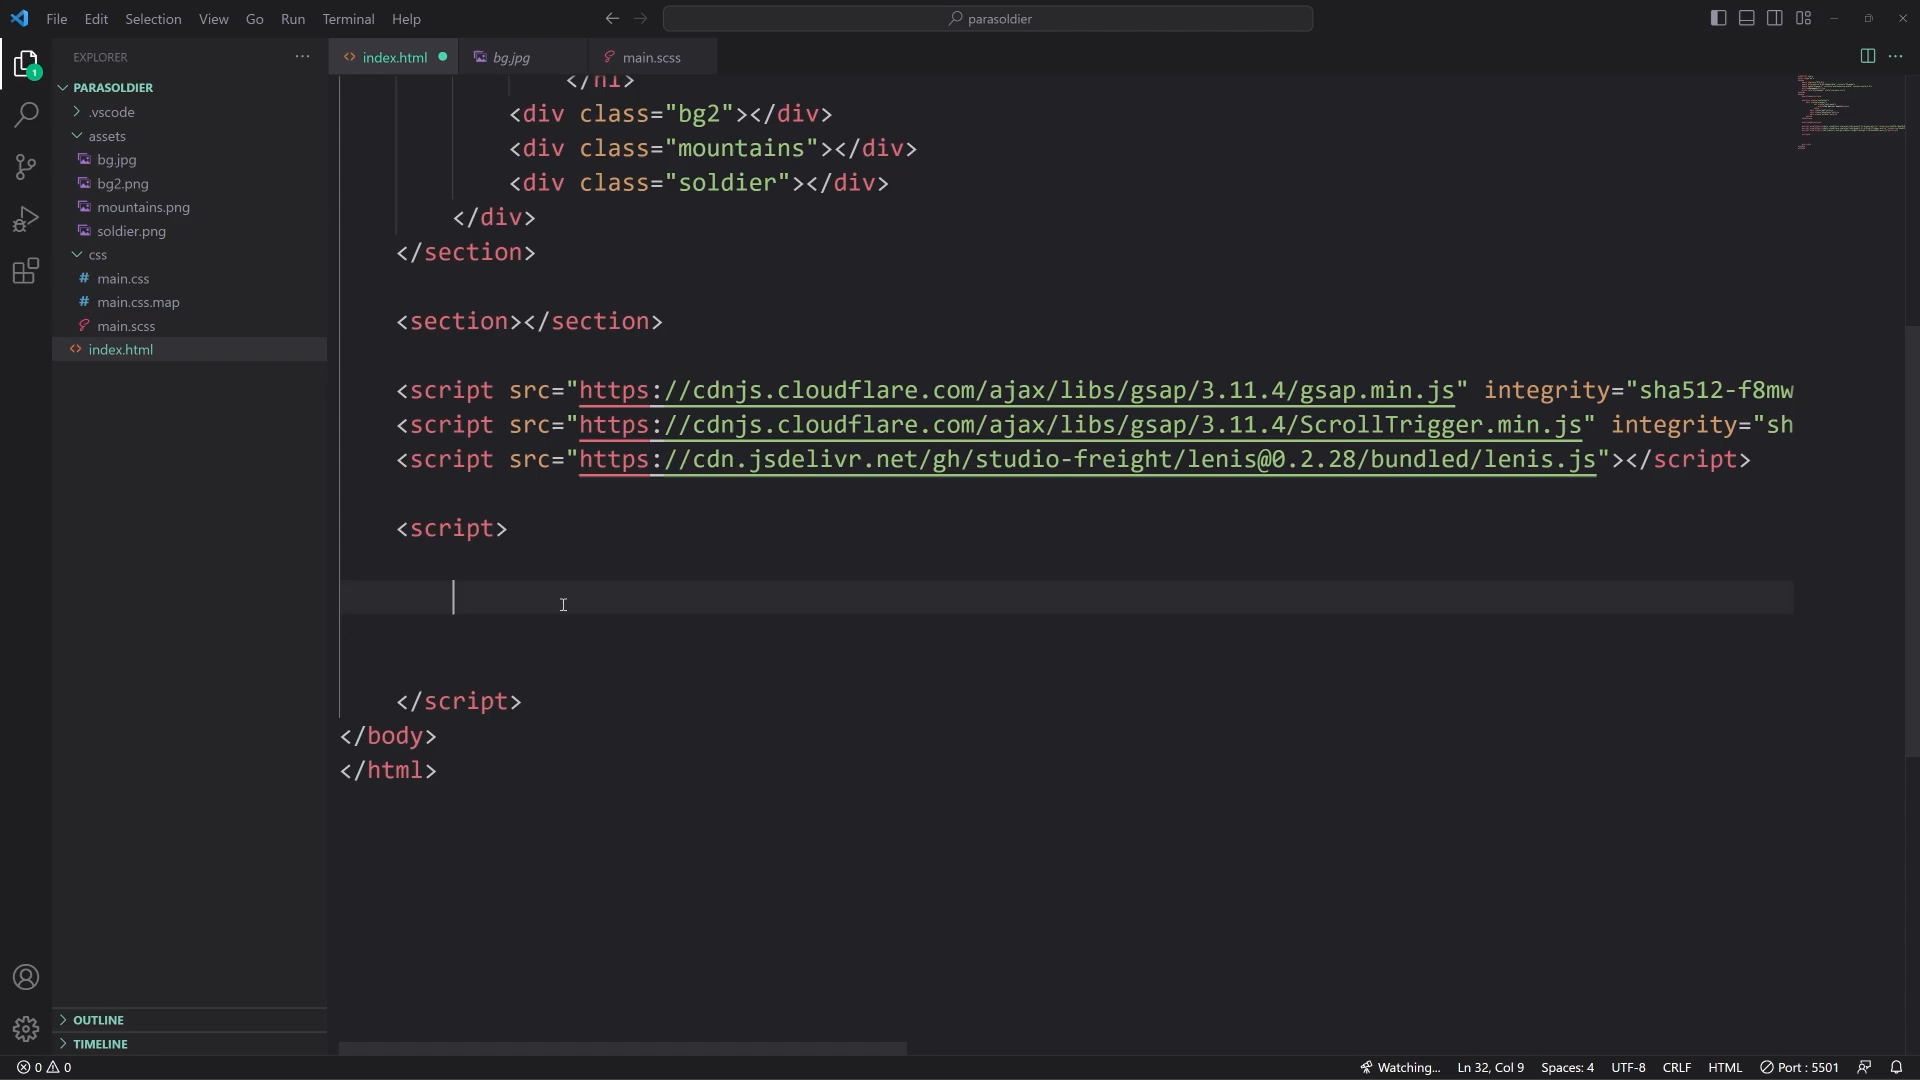 File Edit Selection View Go Run Terminal Help
parasoldier
EXPLORER
index.html
bg.jpg
main.scss
PARASOLDIER
.vscode
assets
bg.jpg
bg2.png
mountains.png
soldier.png
css
main.css
main.css.map
main.scss
index.html
</h1>
<div class="bg2"></div>
<div class="mountains"></div>
<div class="soldier"></div>
</div>
</section>
<section></section>
<script src="https://cdnjs.cloudflare.com/ajax/libs/gsap/3.11.4/gsap.min.js" integrity="sha512-f8mw
<script src="https://cdnjs.cloudflare.com/ajax/libs/gsap/3.11.4/ScrollTrigger.min.js" integrity="sh
<script src="https://cdn.jsdelivr.net/gh/studio-freight/lenis@0.2.28/bundled/lenis.js"></script>
<script>
</script>
</body>
</html>
OUTLINE
TIMELINE
1
0 0
Watching... Ln 32, Col 9 Spaces: 4 UTF-8 CRLF HTML Port : 5501